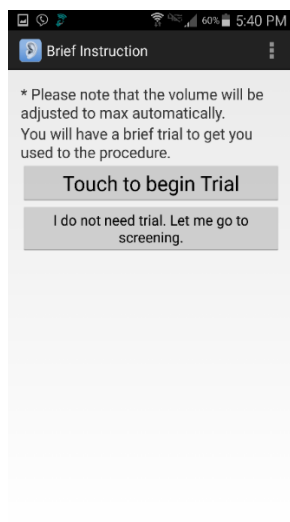 60% 5:40 PM
Brief Instruction
* Please note that the volume will be
adjusted to max automatically.
You will have a brief trial to get you
used to the procedure.
Touch to begin Trial
I do not need trial. Let me go to
screening.